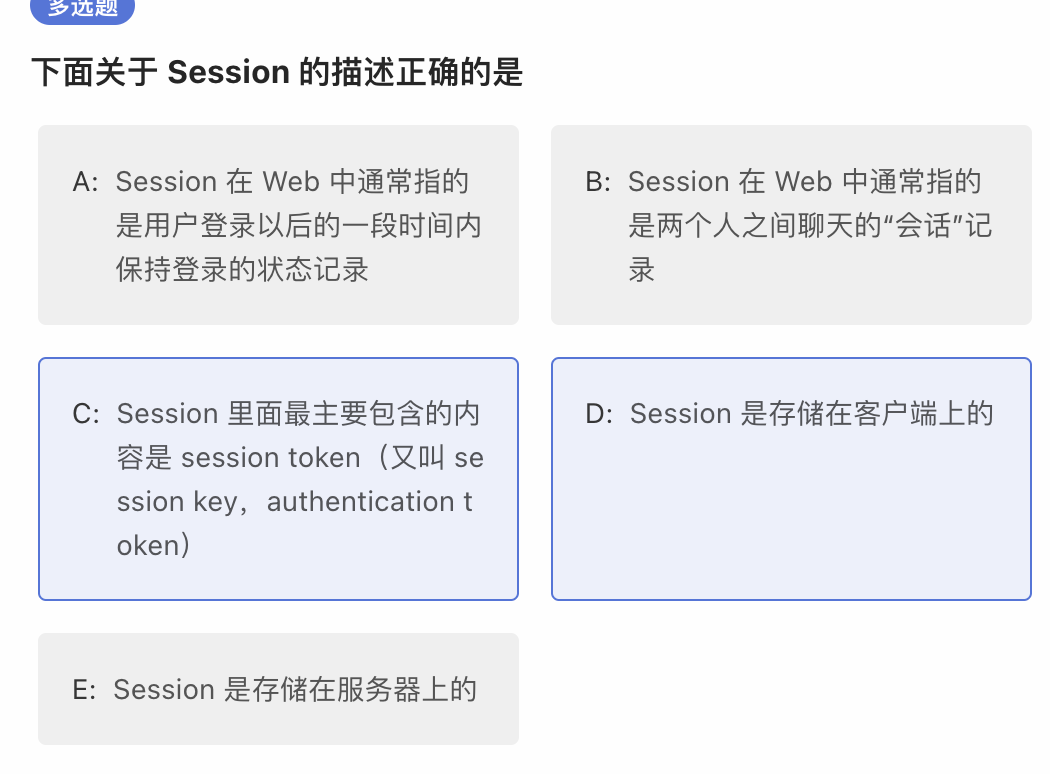 多选题
下面关于 Session 的描述正确的是
A: Session 在 Web 中通常指的
是用户登录以后的一段时间内
保持登录的状态记录
B: Session 在 Web 中通常指的
是两个人之间聊天的“会话”记
录
C: Session 里面最主要包含的内
容是 session token（又叫 se
ssion key，authentication t
oken）
D: Session 是存储在客户端上的
E: Session 是存储在服务器上的